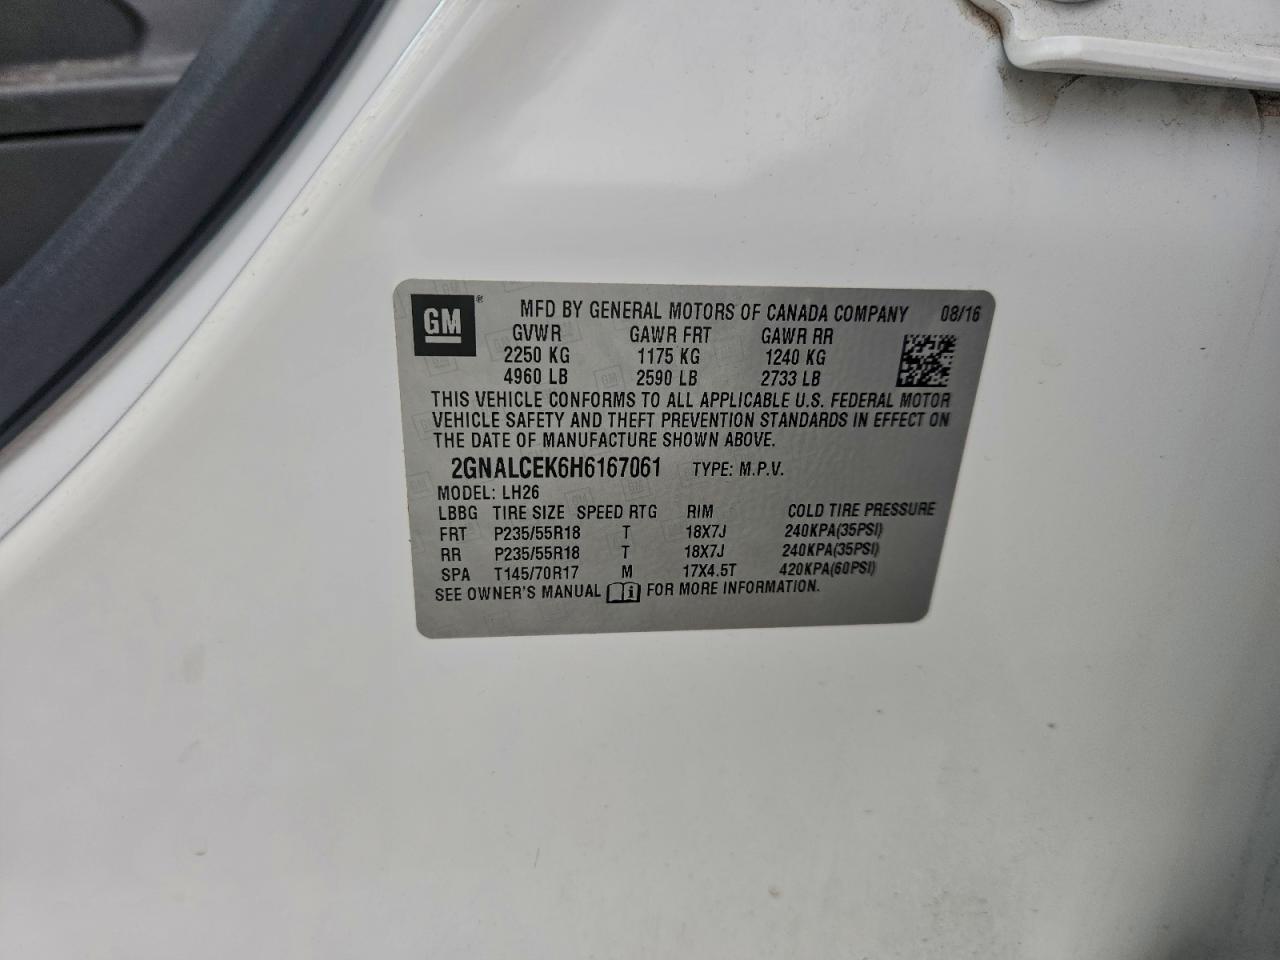 GM® MFD BY GENERAL MOTORS OF CANADA COMPANY 08/16
GVWR GAWR FRT GAWR RR
2250 KG 1175 KG 1240 KG
4960 LB 2590 LB 2733 LB
THIS VEHICLE CONFORMS TO ALL APPLICABLE U.S. FEDERAL MOTOR
VEHICLE SAFETY AND THEFT PREVENTION STANDARDS IN EFFECT ON
THE DATE OF MANUFACTURE SHOWN ABOVE.
2GNALCEK6H6167061 TYPE: M.P.V.
MODEL: LH26
LBBG TIRE SIZE SPEED RTG RIM COLD TIRE PRESSURE
FRT P235/55R18 T 18X7J 240KPA(35PSI)
RR P235/55R18 T 18X7J 240KPA(35PSI)
SPA T145/70R17 M 17X4.5T 420KPA(60PSI)
SEE OWNER'S MANUAL i FOR MORE INFORMATION.